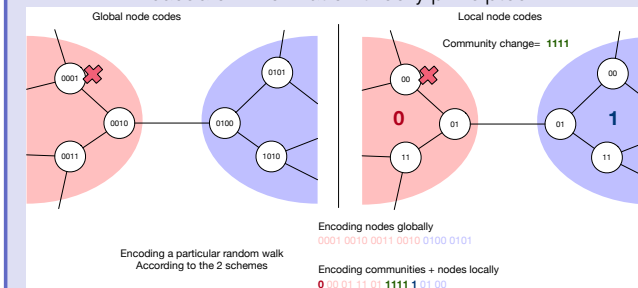 Global node codes
Local node codes
Community change= 1111
0001
0010
0011
0100
0101
1010
00
01
11
0
00
01
11
1
Encoding nodes globally
0001 0010 0011 0010 0100 0101
Encoding a particular random walk
According to the 2 schemes
Encoding communities + nodes locally
0 00 01 11 01 1111 1 01 00